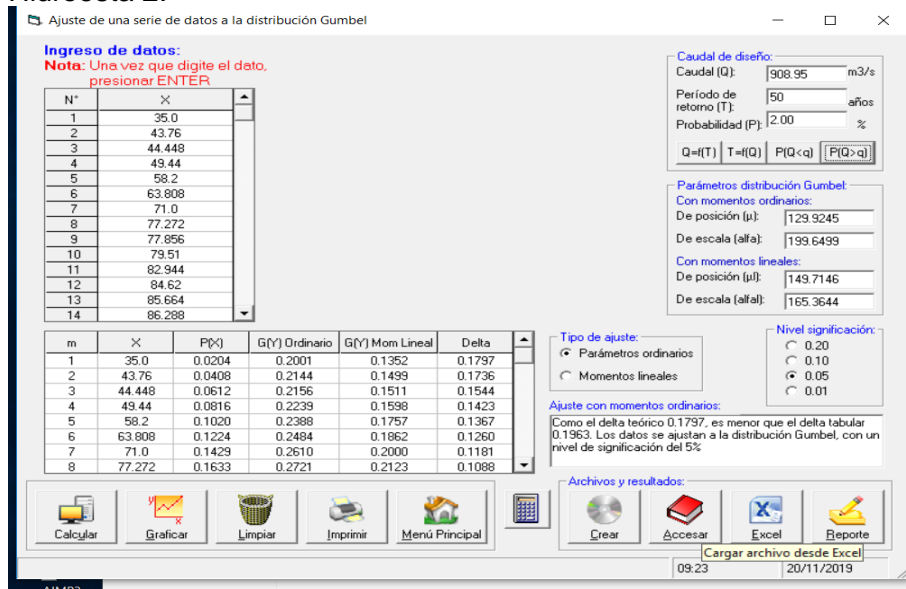 Ajuste de una serie de datos a la distribución Gumbel
Ingreso de datos:
Nota: Una vez que digite el dato,
presionar ENTER
N° X
1 35.0
2 43.76
3 44.448
4 49.44
5 58.2
6 63.808
7 71.0
8 77.272
9 77.856
10 79.51
11 82.944
12 84.62
13 85.664
14 86.288
Caudal de diseño:
Caudal (Q): 908.95 m3/s
Período de
retorno (T): 50 años
Probabilidad (P): 2.00 %
Q=f(T) T=f(Q) P(Q<q) P(Q>q)
Parámetros distribución Gumbel:
Con momentos ordinarios:
De posición (µ): 129.9245
De escala (alfa): 199.6499
Con momentos lineales:
De posición (µl): 149.7146
De escala (alfal): 165.3644
m X P(X) G(Y) Ordinario G(Y) Mom Lineal Delta
1 35.0 0.0204 0.2001 0.1352 0.1797
2 43.76 0.0408 0.2144 0.1499 0.1736
3 44.448 0.0612 0.2156 0.1511 0.1544
4 49.44 0.0816 0.2239 0.1598 0.1423
5 58.2 0.1020 0.2388 0.1757 0.1367
6 63.808 0.1224 0.2484 0.1862 0.1260
7 71.0 0.1429 0.2610 0.2000 0.1181
8 77.272 0.1633 0.2721 0.2123 0.1088
Tipo de ajuste:
Parámetros ordinarios
Momentos lineales
Nivel significación:
0.20
0.10
0.05
0.01
Ajuste con momentos ordinarios:
Como el delta teórico 0.1797, es menor que el delta tabular
0.1963. Los datos se ajustan a la distribución Gumbel, con un
nivel de significación del 5%
Calcular Graficar Limpiar Imprimir Menú Principal
Archivos y resultados:
Crear Accesar Excel Reporte
Cargar archivo desde Excel
09:23 20/11/2019